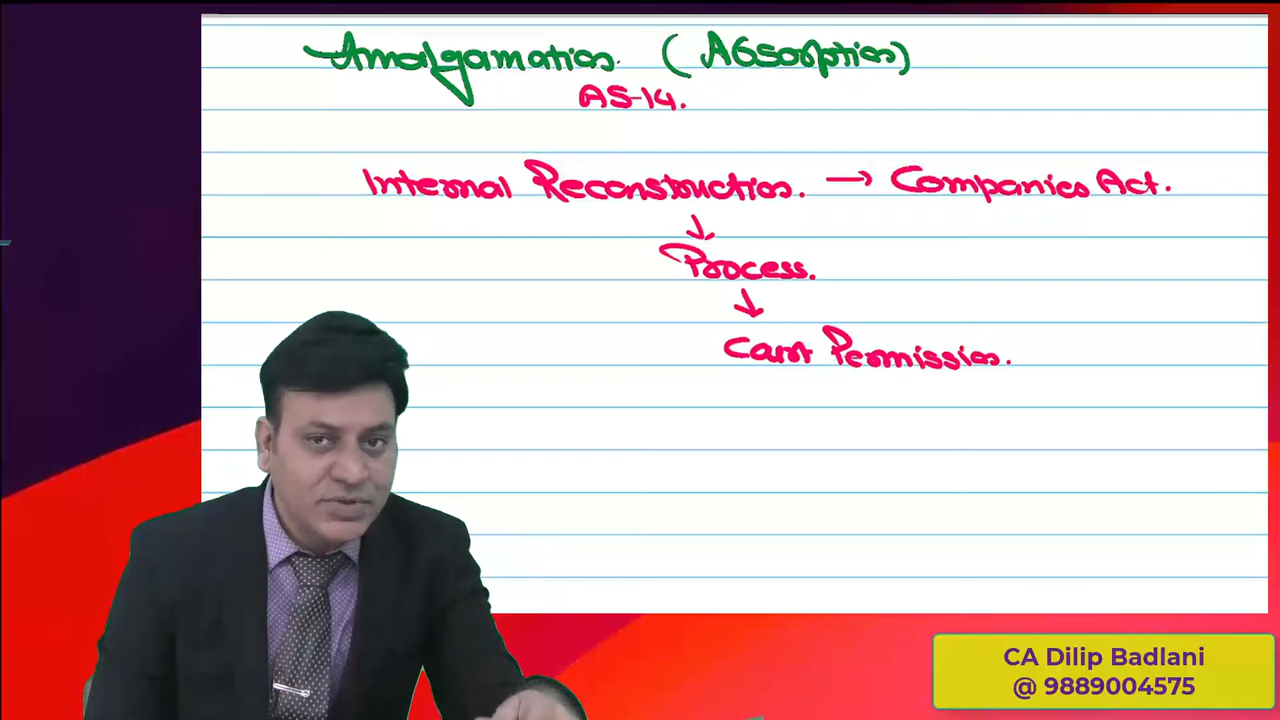 Amalgamation. (Absorption)
AS-14.
Internal Reconstruction. → Companies Act.
↓
Process.
↓
Court Permission.
CA Dilip Badlani
@ 9889004575